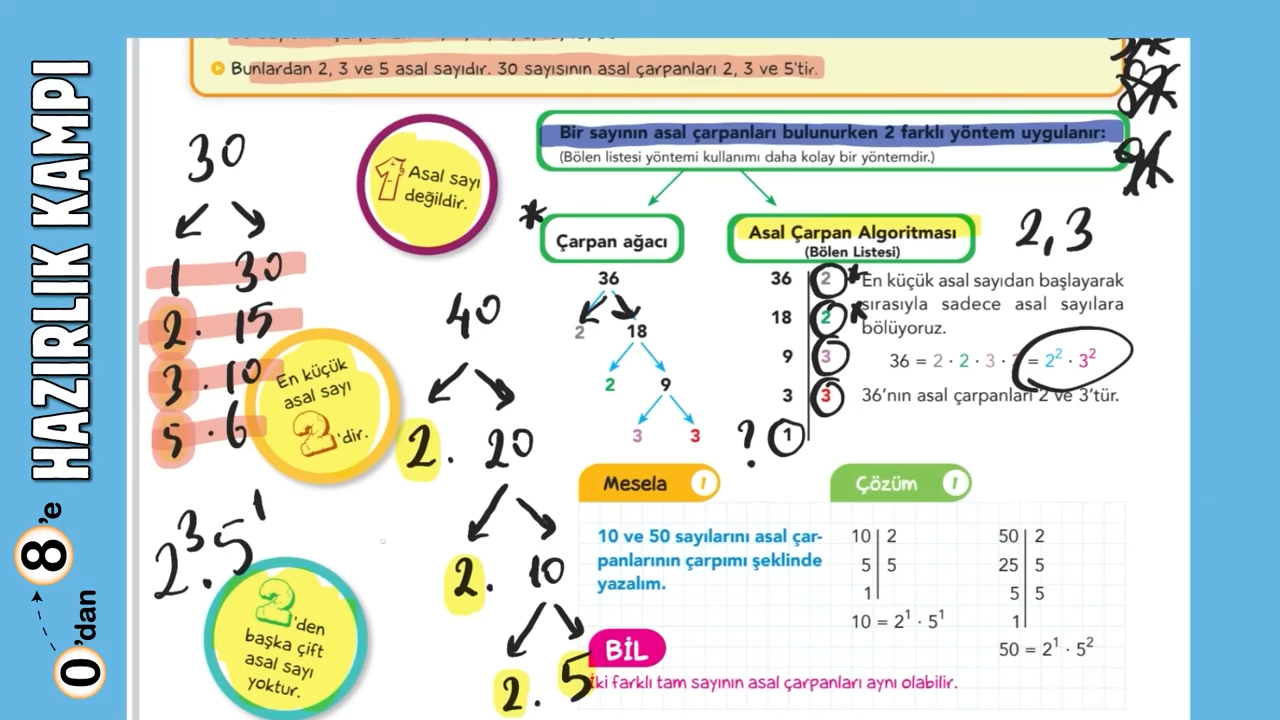 HAZIRLIK KAMPI
0'dan 8'e
Bunlardan 2, 3 ve 5 asal sayıdır. 30 sayısının asal çarpanları 2, 3 ve 5'tir.
30
1 30
2 . 15
3 . 10
5 . 6
2³.5¹
1 Asal sayı
değildir.
En küçük
asal sayı
2'dir.
2'den
başka çift
asal sayı
yoktur.
40
2 . 20
2 . 10
2 . 5
Bir sayının asal çarpanları bulunurken 2 farklı yöntem uygulanır:
(Bölen listesi yöntemi kullanımı daha kolay bir yöntemdir.)
* Çarpan ağacı
36
2 18
2 9
3 3
Asal Çarpan Algoritması
(Bölen Listesi)
2,3
36 | 2 *
18 | 2 *
9 | 3
3 | 3
? 1
En küçük asal sayıdan başlayarak
sırasıyla sadece asal sayılara
bölüyoruz.
36 = 2 · 2 · 3 · 3 = 2² · 3²
36'nın asal çarpanları 2 ve 3'tür.
Mesela 1
10 ve 50 sayılarını asal çar-
panlarının çarpımı şeklinde
yazalım.
Çözüm 1
10 | 2
5 | 5
1
10 = 2¹ · 5¹
50 | 2
25 | 5
5 | 5
1
50 = 2¹ · 5²
BİL
İki farklı tam sayının asal çarpanları aynı olabilir.